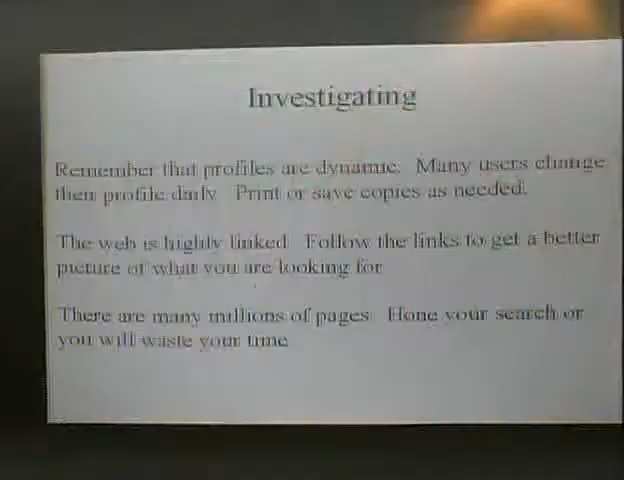 Investigating
Remember that profiles are dynamic. Many users change
their profile daily. Print or save copies as needed.
The web is highly linked. Follow the links to get a better
picture of what you are looking for.
There are many millions of pages. Hone your search or
you will waste your time.